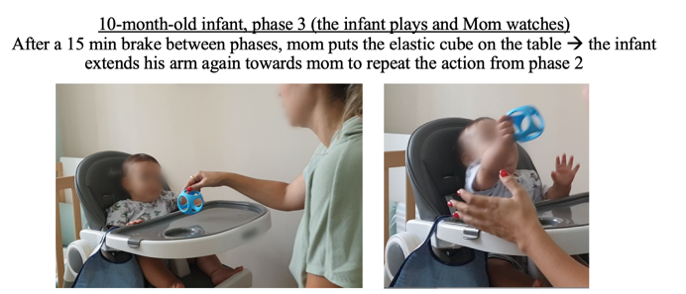 10-month-old infant, phase 3 (the infant plays and Mom watches)
After a 15 min brake between phases, mom puts the elastic cube on the table → the infant
extends his arm again towards mom to repeat the action from phase 2